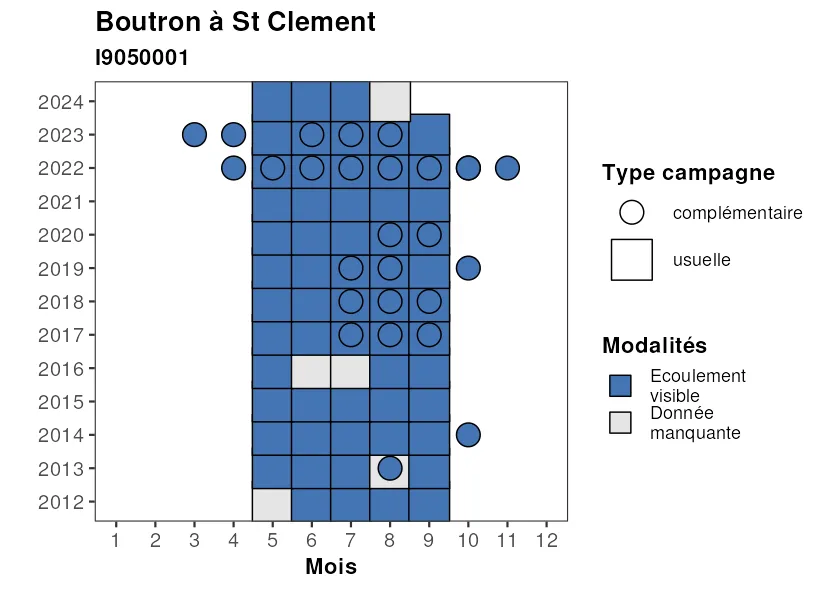 Boutron à St Clement
I9050001
2024
2023
2022
2021
2020
2019
2018
2017
2016
2015
2014
2013
2012
1 2 3 4 5 6 7 8 9 10 11 12
Mois
Type campagne
complémentaire
usuelle
Modalités
Ecoulement
visible
Donnée
manquante